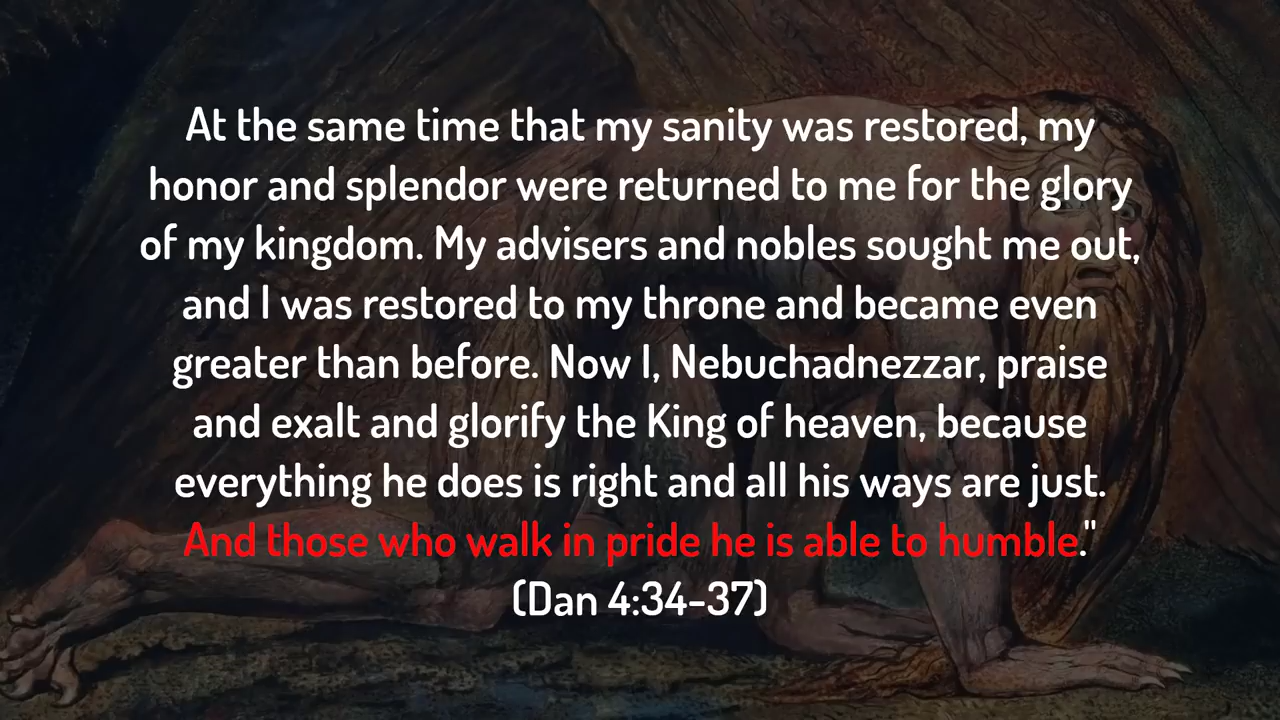 At the same time that my sanity was restored, my
honor and splendor were returned to me for the glory
of my kingdom. My advisers and nobles sought me out,
and I was restored to my throne and became even
greater than before. Now I, Nebuchadnezzar, praise
and exalt and glorify the King of heaven, because
everything he does is right and all his ways are just.
And those who walk in pride he is able to humble."
(Dan 4:34-37)